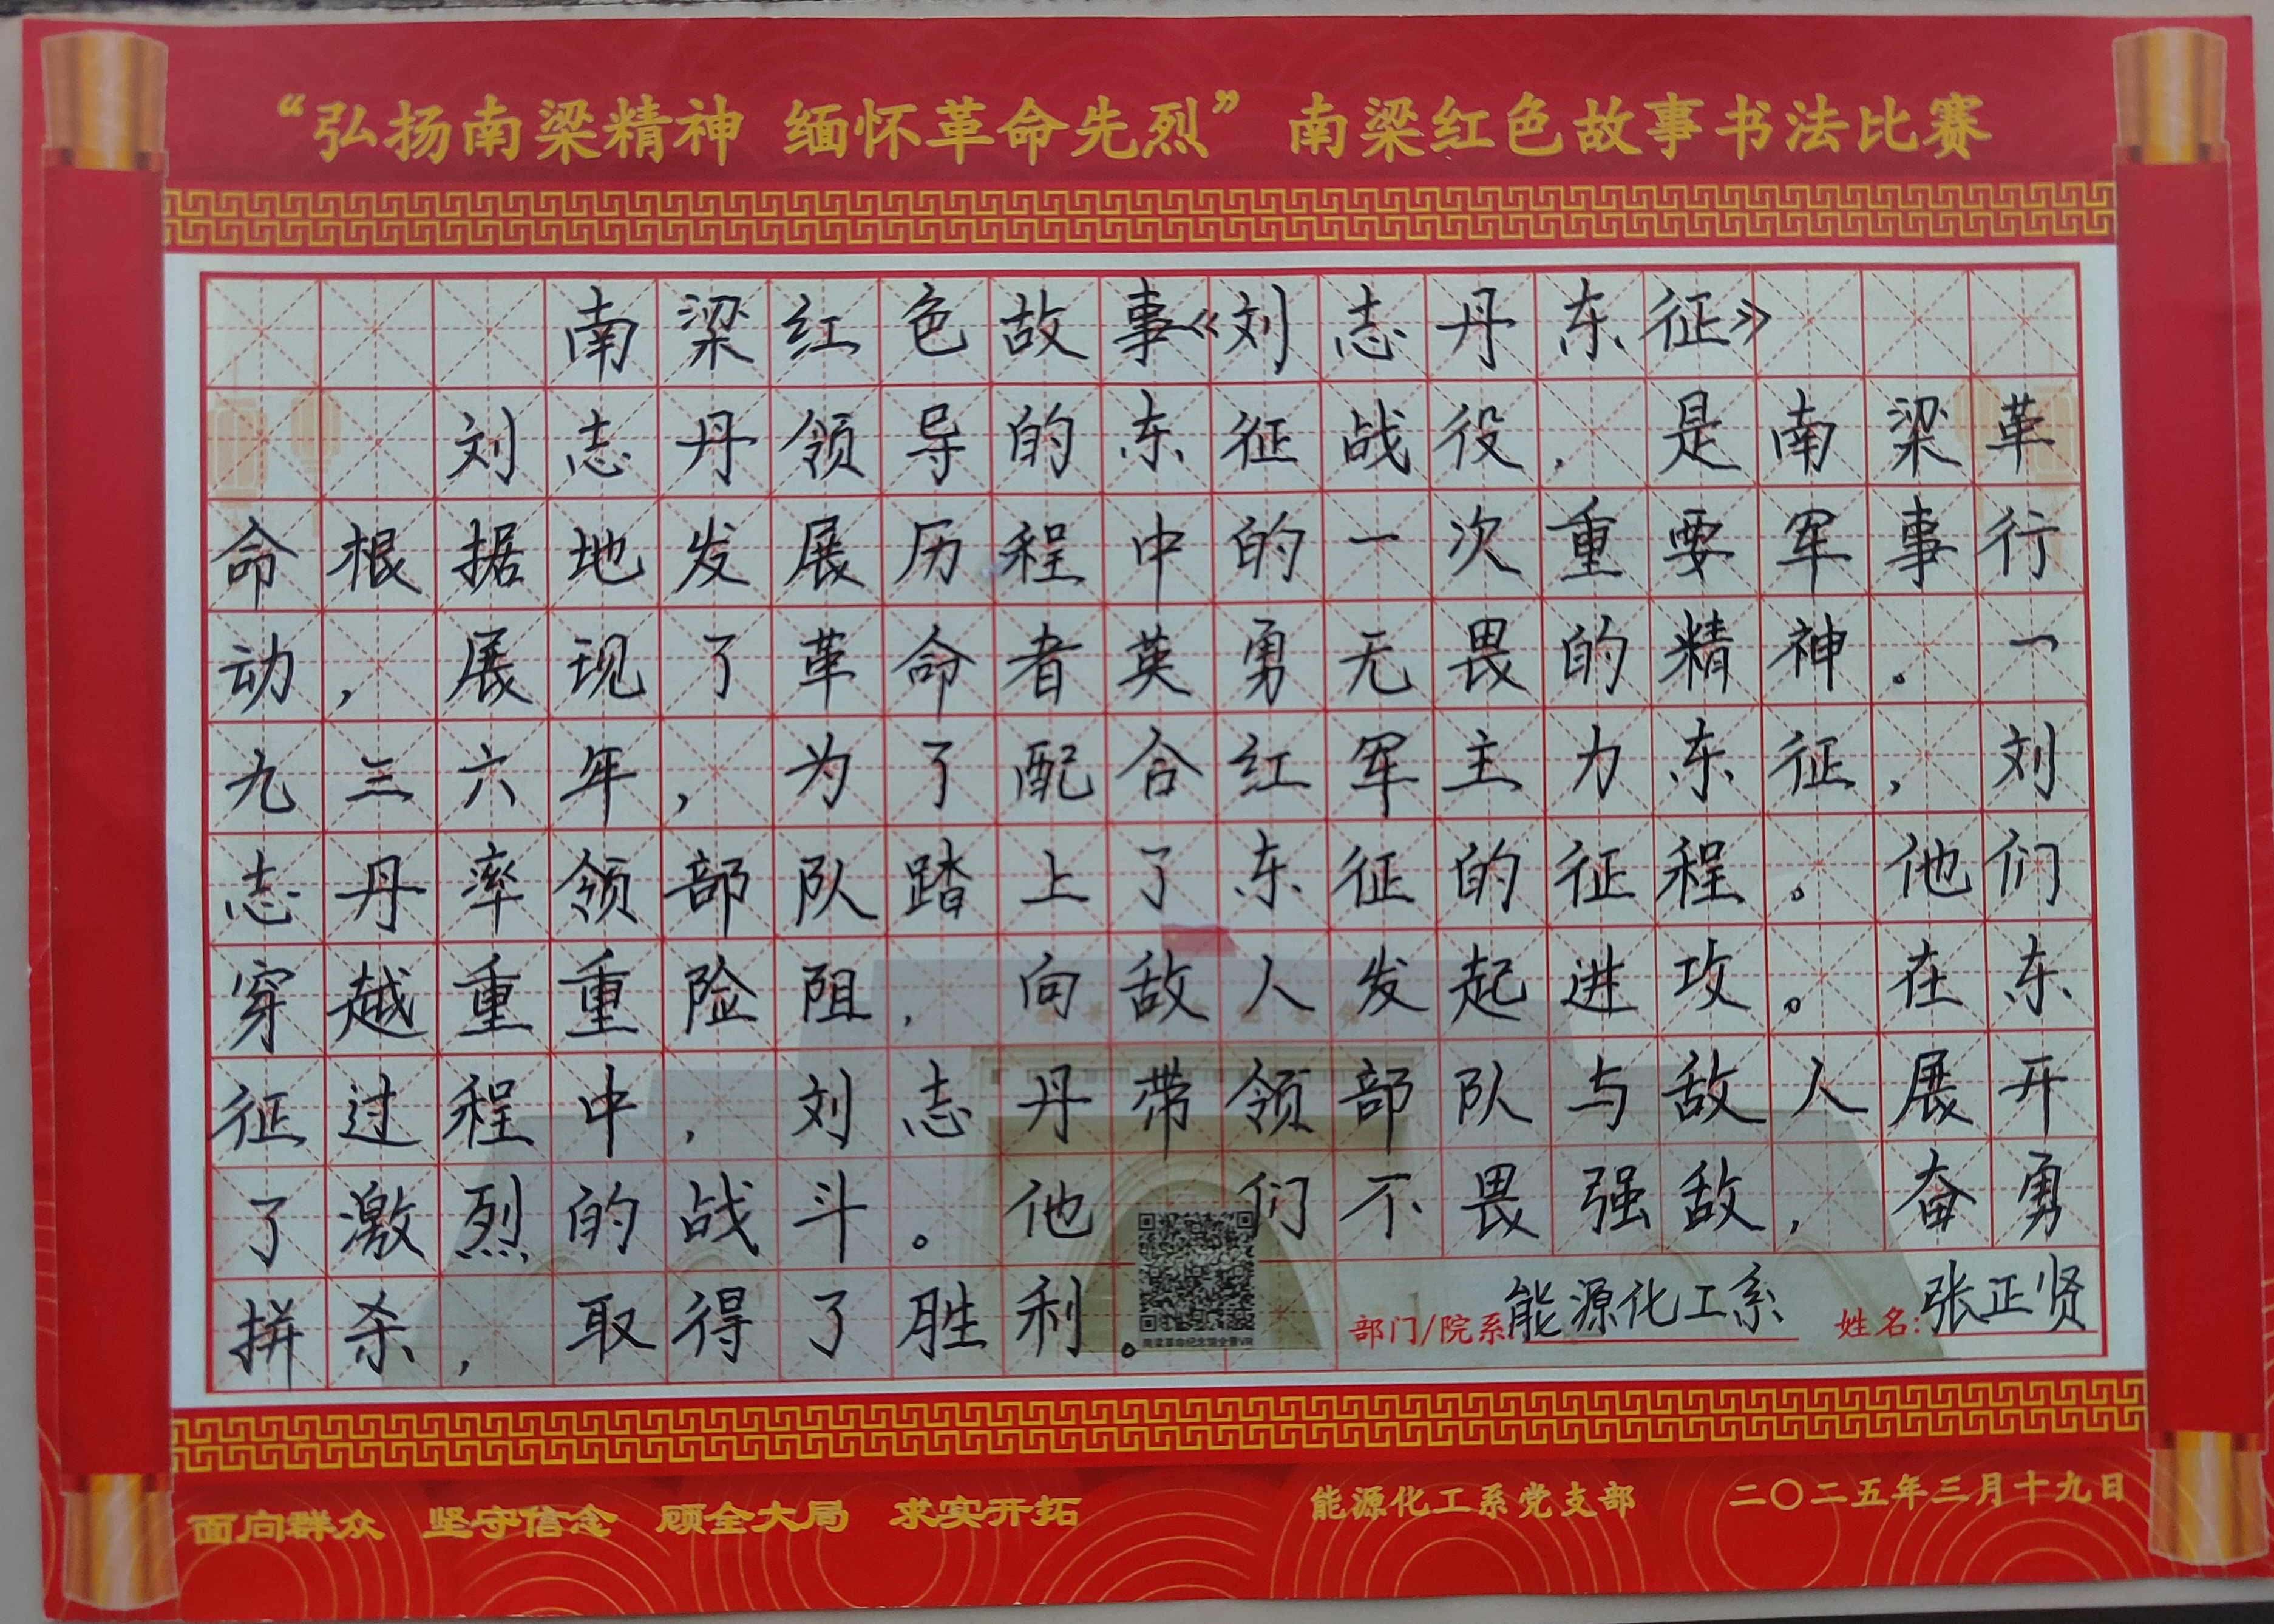 “弘扬南梁精神 缅怀革命先烈” 南梁红色故事书法比赛
南梁红色故事《刘志丹东征》
刘志丹领导的东征战役，是南梁革
命根据地发展历程中的一次重要军事行
动，展现了革命者英勇无畏的精神。一
九三六年，为了配合红军主力东征，刘
志丹率领部队踏上了东征的征程。他们
穿越重重险阻，向敌人发起进攻。在东
征过程中，刘志丹带领部队与敌人展开
了激烈的战斗。他们不畏强敌，奋勇
拼杀，取得了胜利。
南梁革命纪念馆全景VR
部门/院系 能源化工系 姓名：张正贤
面向群众 坚守信念 顾全大局 求实开拓 能源化工系党支部 二〇二五年三月十九日